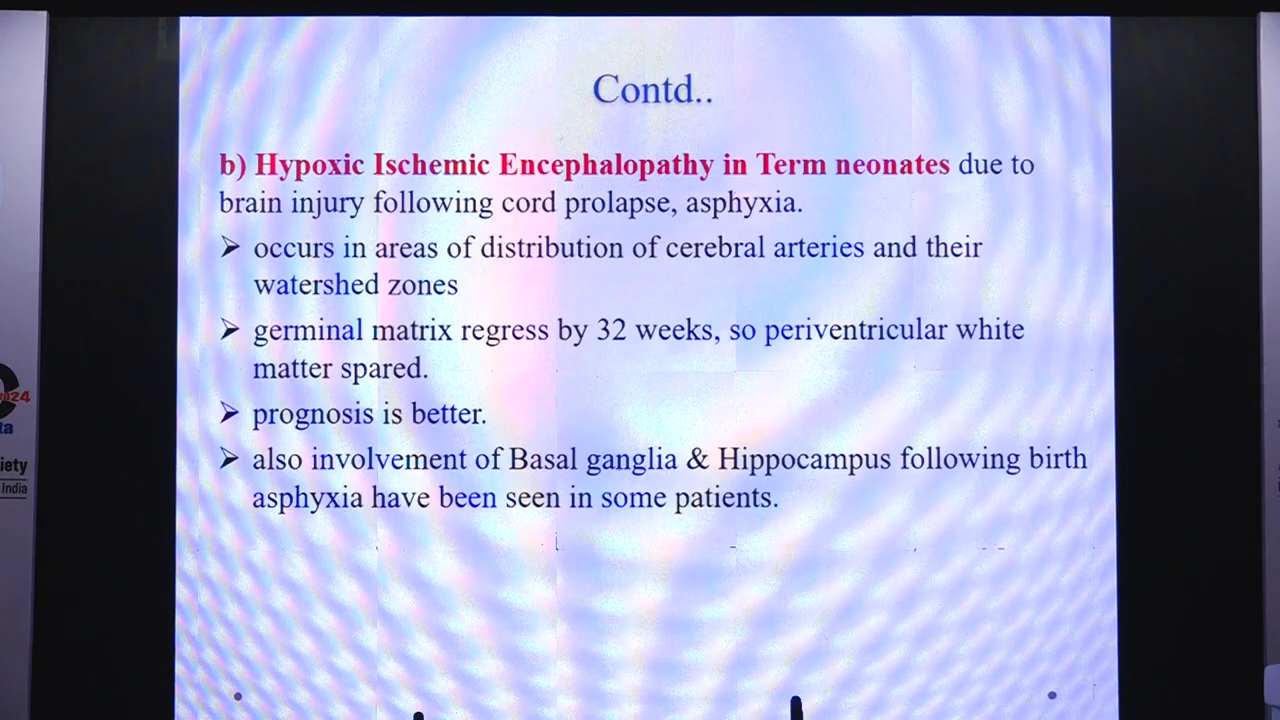 Contd..
b) Hypoxic Ischemic Encephalopathy in Term neonates due to
brain injury following cord prolapse, asphyxia.
➢ occurs in areas of distribution of cerebral arteries and their
watershed zones
➢ germinal matrix regress by 32 weeks, so periventricular white
matter spared.
➢ prognosis is better.
➢ also involvement of Basal ganglia & Hippocampus following birth
asphyxia have been seen in some patients.
2024
India